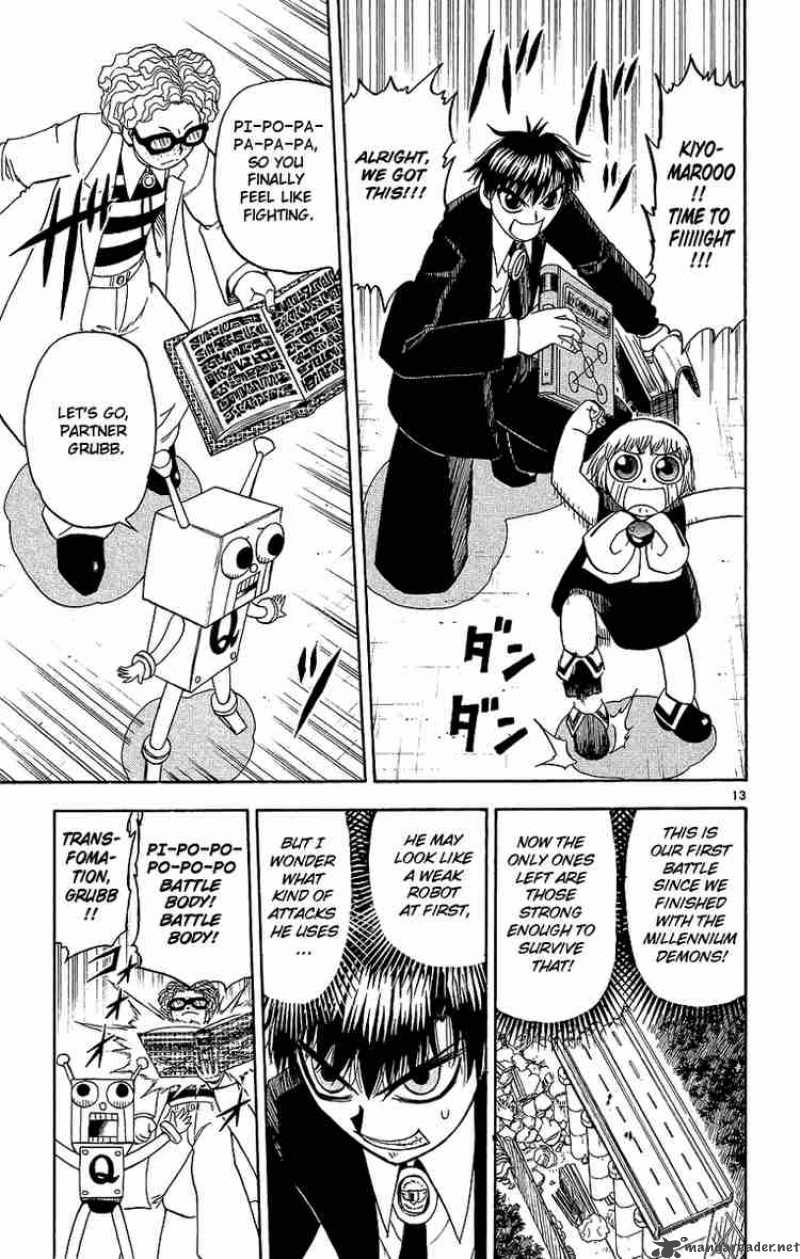 KIYO-
MAROOO
!!
TIME TO
FIIIIIGHT
!!!
ALRIGHT,
WE GOT
THIS!!!
ダン
ダン
PI-PO-PA-
PA-PA-PA,
SO YOU
FINALLY
FEEL LIKE
FIGHTING.
LET'S GO,
PARTNER
GRUBB.
Q
13
THIS IS
OUR FIRST
BATTLE
SINCE WE
FINISHED
WITH THE
MILLENNIUM
DEMONS!
NOW THE
ONLY ONES
LEFT ARE
THOSE
STRONG
ENOUGH TO
SURVIVE
THAT!
HE MAY
LOOK LIKE
A WEAK
ROBOT
AT FIRST,
BUT I
WONDER
WHAT
KIND OF
ATTACKS
HE USES
...
PI-PO-PO-
PO-PO-PO
BATTLE
BODY!
BATTLE
BODY!
TRANS-
FOMA-
TION,
GRUBB
!!
Q
mangareader.net